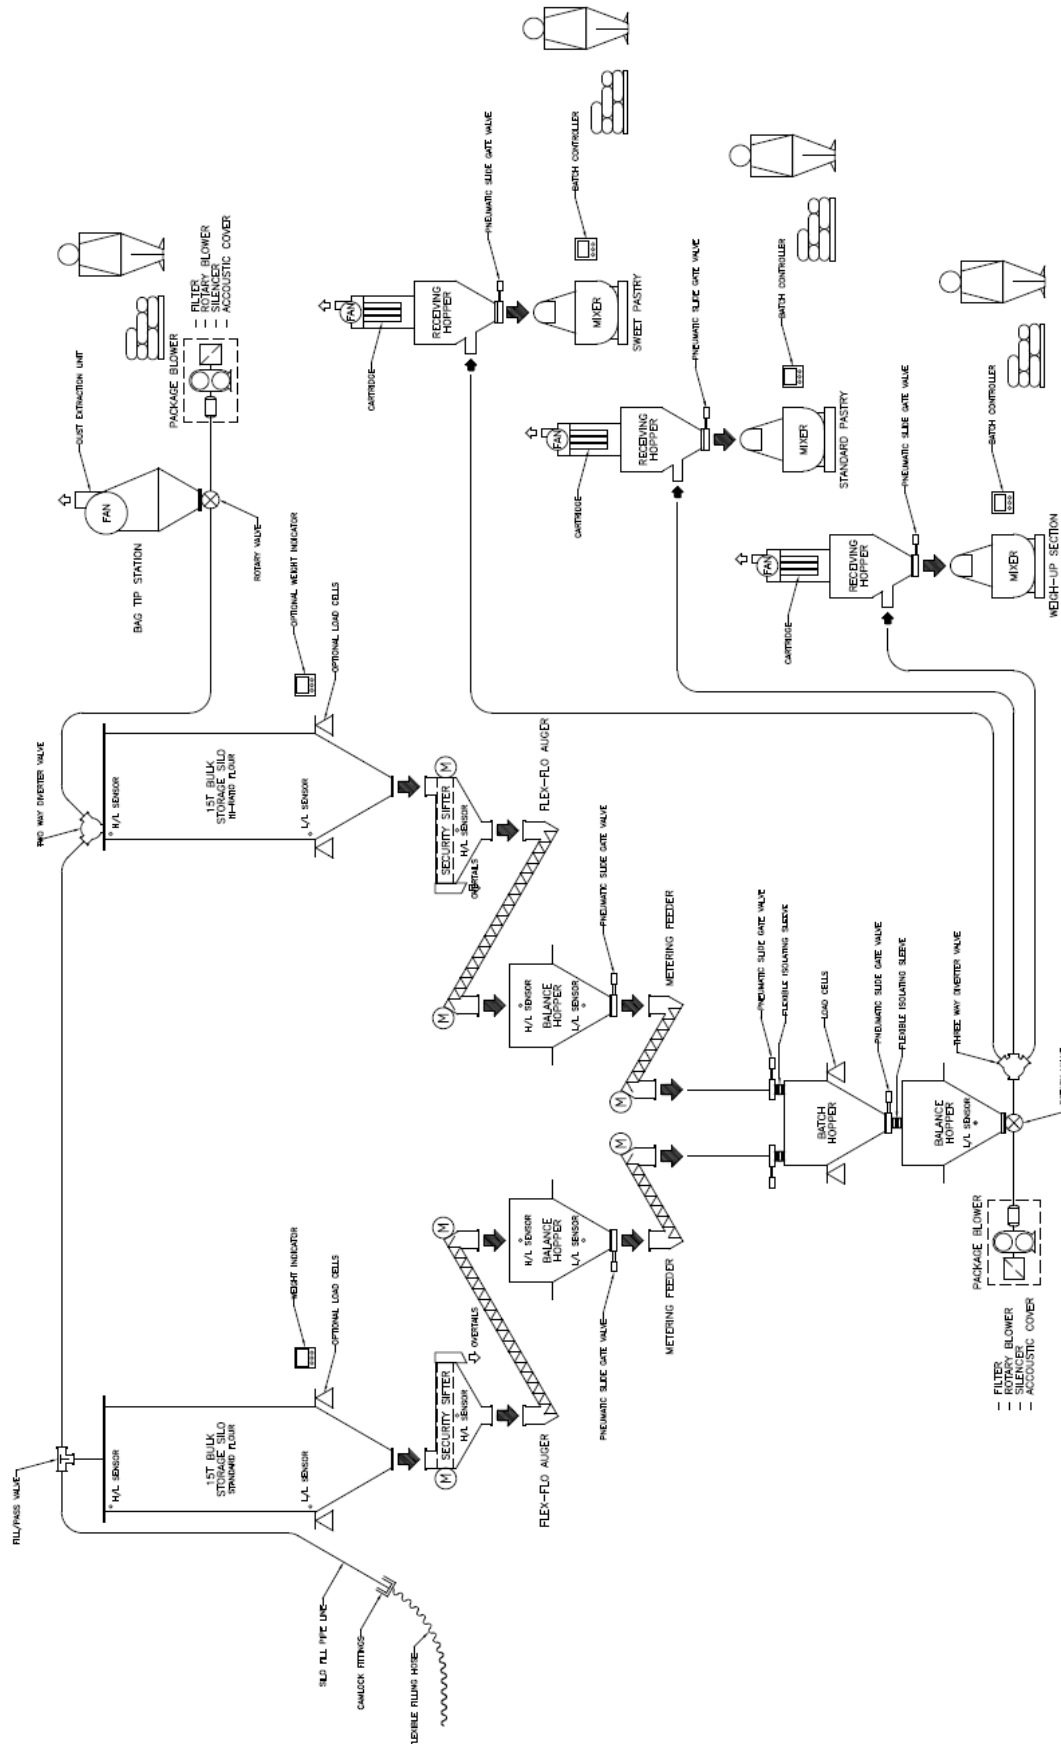 FILL/PASS VALVE
TWO WAY DIVERTER VALVE
H/L SENSOR
15T BULK
STORAGE SILO
STANDARD FLOUR
L/L SENSOR
WEIGHT INDICATOR
OPTIONAL LOAD CELLS
SILO FILL PIPE LINE
CAMLOCK FITTINGS
LEXIBLE FILLING HOSE
H/L SENSOR
15T BULK
STORAGE SILO
HI-RATIO FLOUR
L/L SENSOR
OPTIONAL WEIGHT INDICATOR
OPTIONAL LOAD CELLS
FAN
DUST EXTRACTION UNIT
BAG TIP STATION
ROTARY VALVE
PACKAGE BLOWER
- FILTER
- ROTARY BLOWER
- SILENCER
- ACCOUSTIC COVER
M
SECURITY SIFTER
H/L SENSOR
OVERTAILS
FLEX-FLO AUGER
M
M
SECURITY SIFTER
H/L SENSOR
OVERTAILS
FLEX-FLO AUGER
M
H/L SENSOR
BALANCE
HOPPER
L/L SENSOR
PNEUMATIC SLIDE GATE VALVE
METERING FEEDER
M
H/L SENSOR
BALANCE
HOPPER
L/L SENSOR
PNEUMATIC SLIDE GATE VALVE
METERING FEEDER
M
PNEUMATIC SLIDE GATE VALVE
FLEXIBLE ISOLATING SLEEVE
BATCH
HOPPER
LOAD CELLS
PNEUMATIC SLIDE GATE VALVE
FLEXIBLE ISOLATING SLEEVE
BALANCE
HOPPER
L/L SENSOR
THREE WAY DIVERTER VALVE
PACKAGE BLOWER
- FILTER
- ROTARY BLOWER
- SILENCER
- ACCOUSTIC COVER
FAN
CARTRIDGE
RECEIVING
HOPPER
PNEUMATIC SLIDE GATE VALVE
BATCH CONTROLLER
MIXER
SWEET PASTRY
FAN
CARTRIDGE
RECEIVING
HOPPER
PNEUMATIC SLIDE GATE VALVE
BATCH CONTROLLER
MIXER
STANDARD PASTRY
FAN
CARTRIDGE
RECEIVING
HOPPER
PNEUMATIC SLIDE GATE VALVE
BATCH CONTROLLER
MIXER
WEIGH-UP SECTION